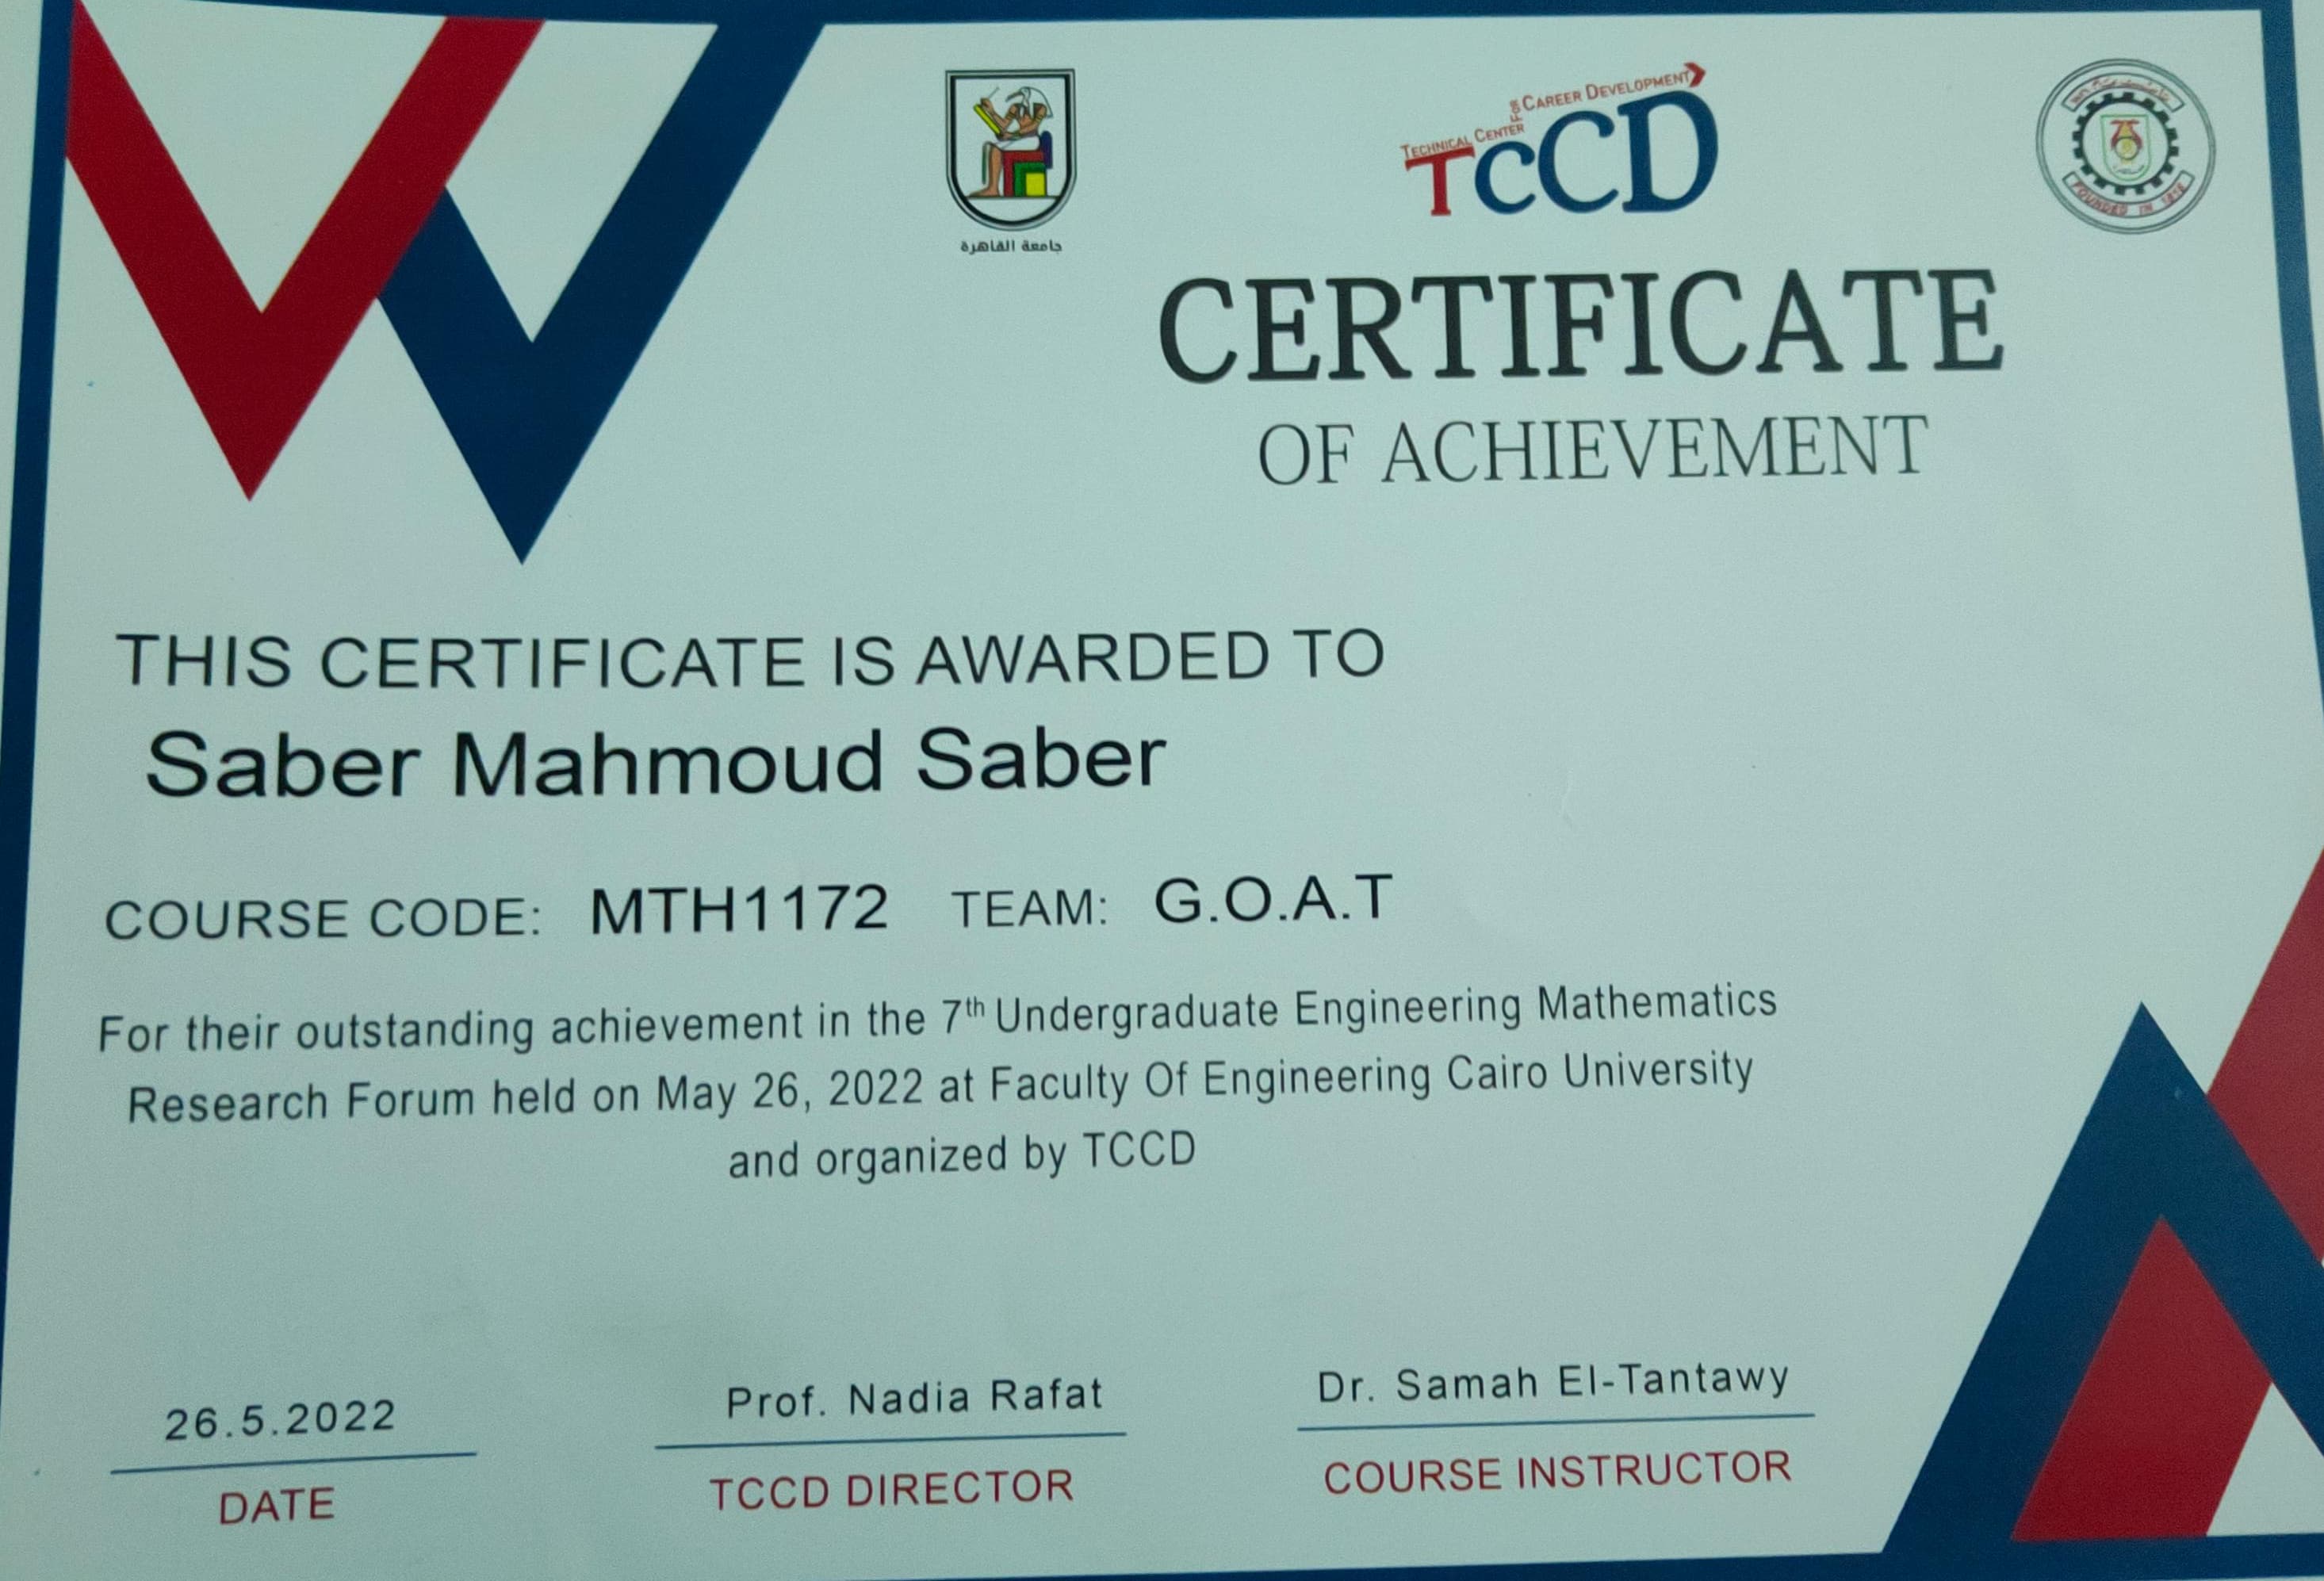 جامعة القاهرة
TECHNICAL CENTER FOR CAREER DEVELOPMENT
TCCD
FOUNDED IN 1816
CERTIFICATE
OF ACHIEVEMENT
THIS CERTIFICATE IS AWARDED TO
Saber Mahmoud Saber
COURSE CODE: MTH1172 TEAM: G.O.A.T
For their outstanding achievement in the 7th Undergraduate Engineering Mathematics
Research Forum held on May 26, 2022 at Faculty Of Engineering Cairo University
and organized by TCCD
26.5.2022
DATE
Prof. Nadia Rafat
TCCD DIRECTOR
Dr. Samah El-Tantawy
COURSE INSTRUCTOR